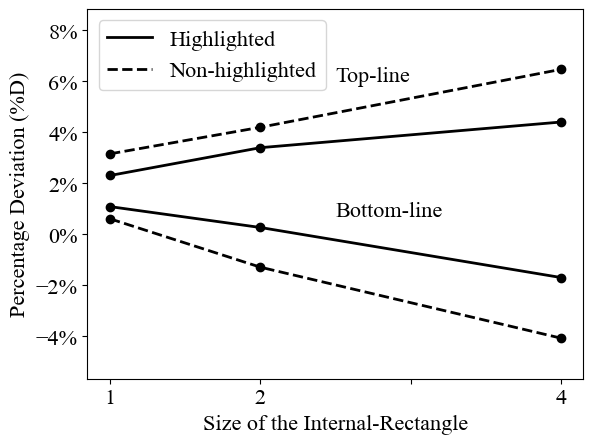 8%
6%
4%
2%
0%
−2%
−4%
Percentage Deviation (%D)
Highlighted
Non-highlighted
Top-line
Bottom-line
1
2
4
Size of the Internal-Rectangle